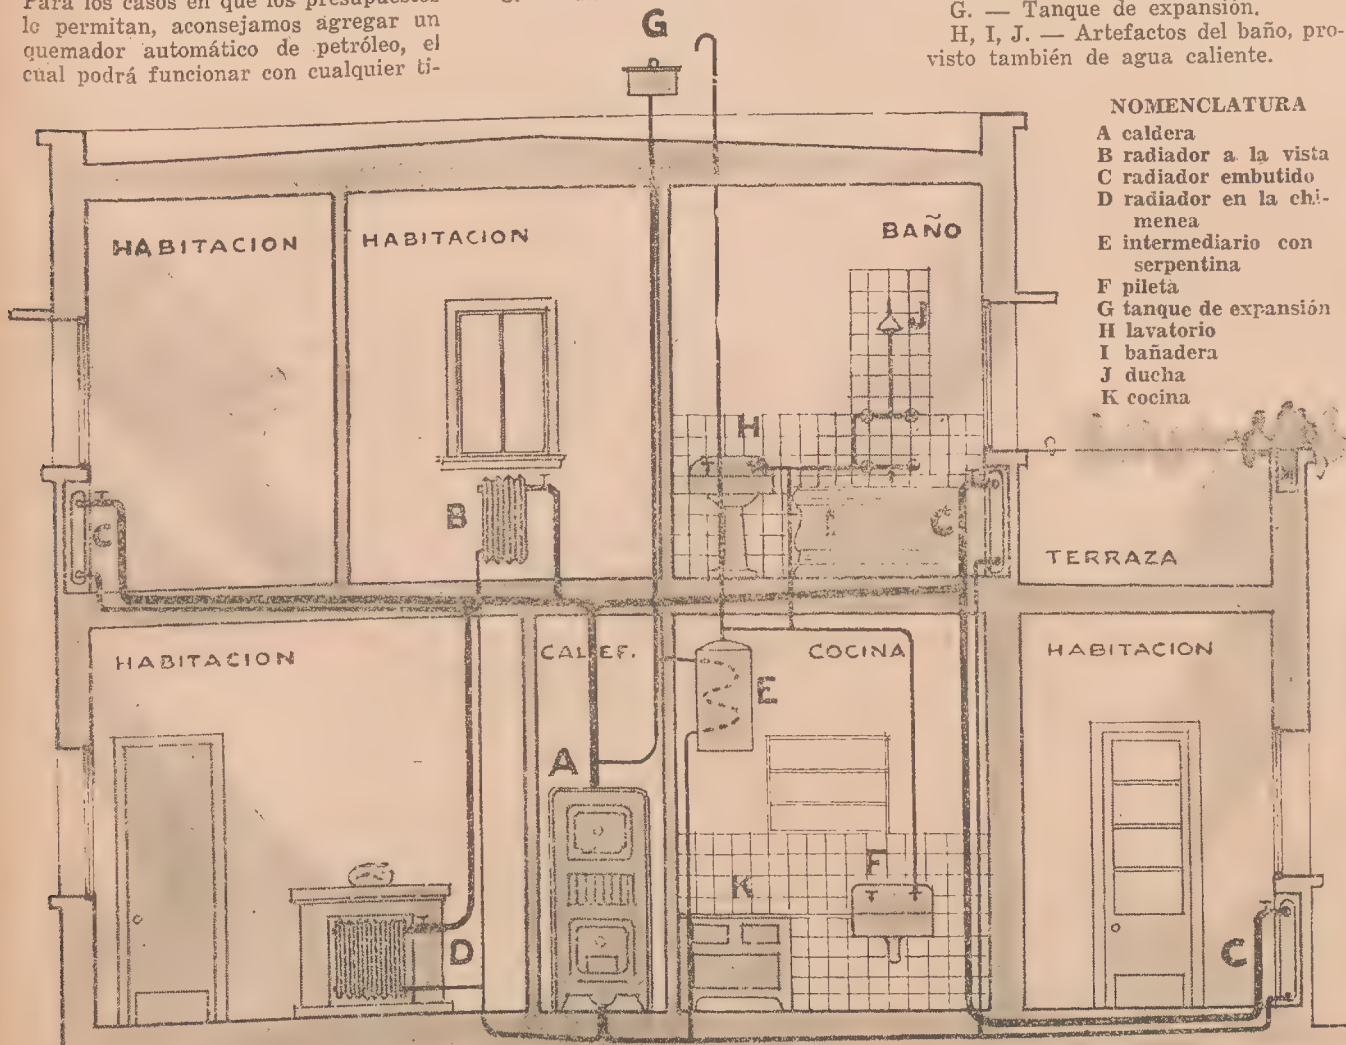 Para los casos en que los presupuestos
lo permitan, aconsejamos agregar un
quemador automático de petróleo, el
cual podrá funcionar con cualquier ti-
G. — Tanque de expansión.
H, I, J. — Artefactos del baño, pro-
visto también de agua caliente.
NOMENCLATURA
A caldera
B radiador a la vista
C radiador embutido
D radiador en la chi-
menea
E intermediario con
serpentina
F pileta
G tanque de expansión
H lavatorio
I bañadera
J ducha
K cocina
G
HABITACION
HABITACION
BAÑO
J
H
B
C
I
C
TERRAZA
HABITACION
CALEF.
COCINA
HABITACION
E
A
F
K
D
C